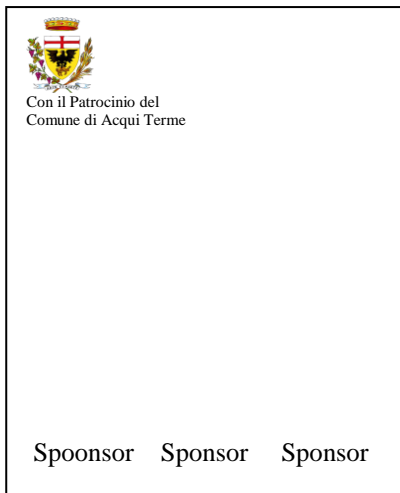 Con il Patrocinio del
Comune di Acqui Terme
Spoonsor Sponsor Sponsor